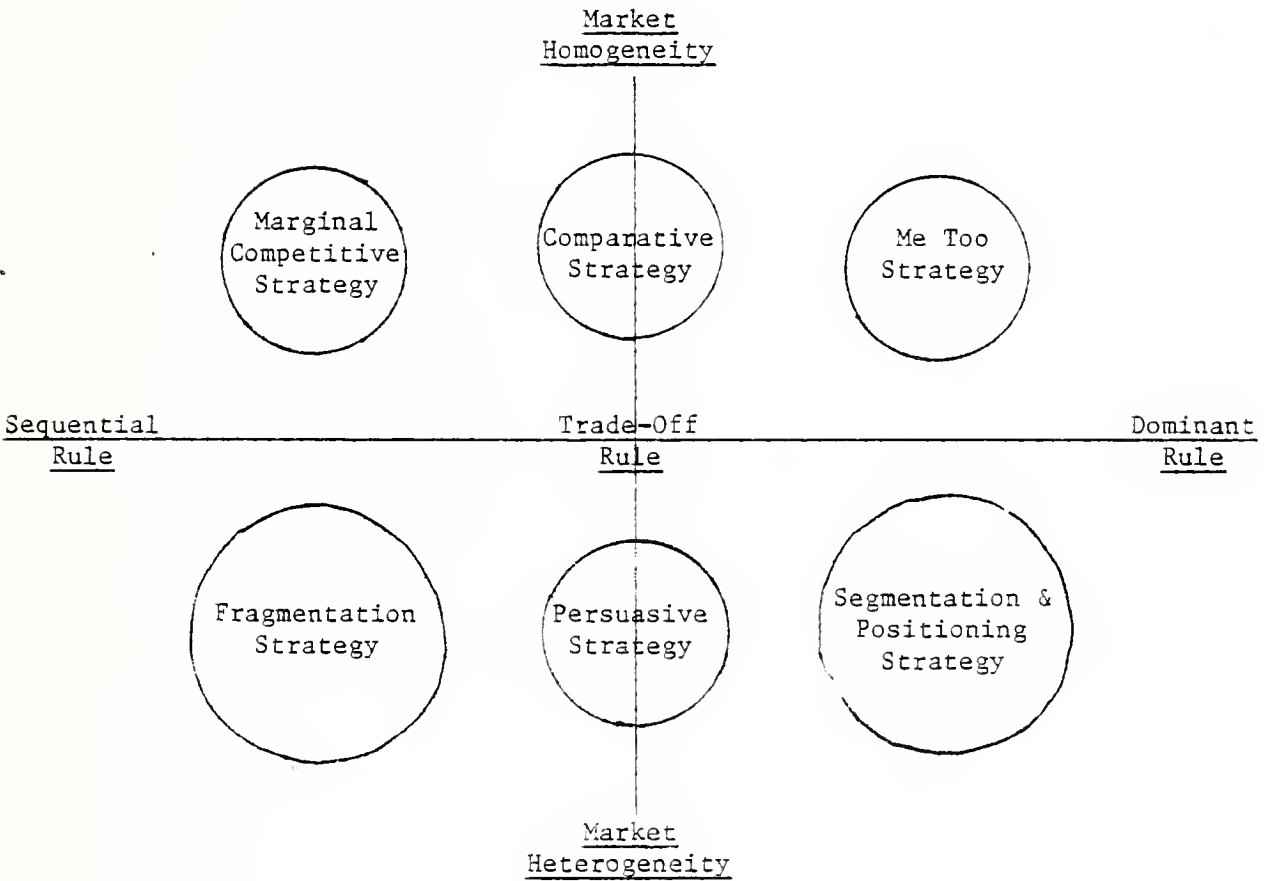 Market
Homogeneity
Marginal
Competitive
Strategy
Comparative
Strategy
Me Too
Strategy
Sequential
Rule
Trade-Off
Rule
Dominant
Rule
Fragmentation
Strategy
Persuasive
Strategy
Segmentation &
Positioning
Strategy
Market
Heterogeneity